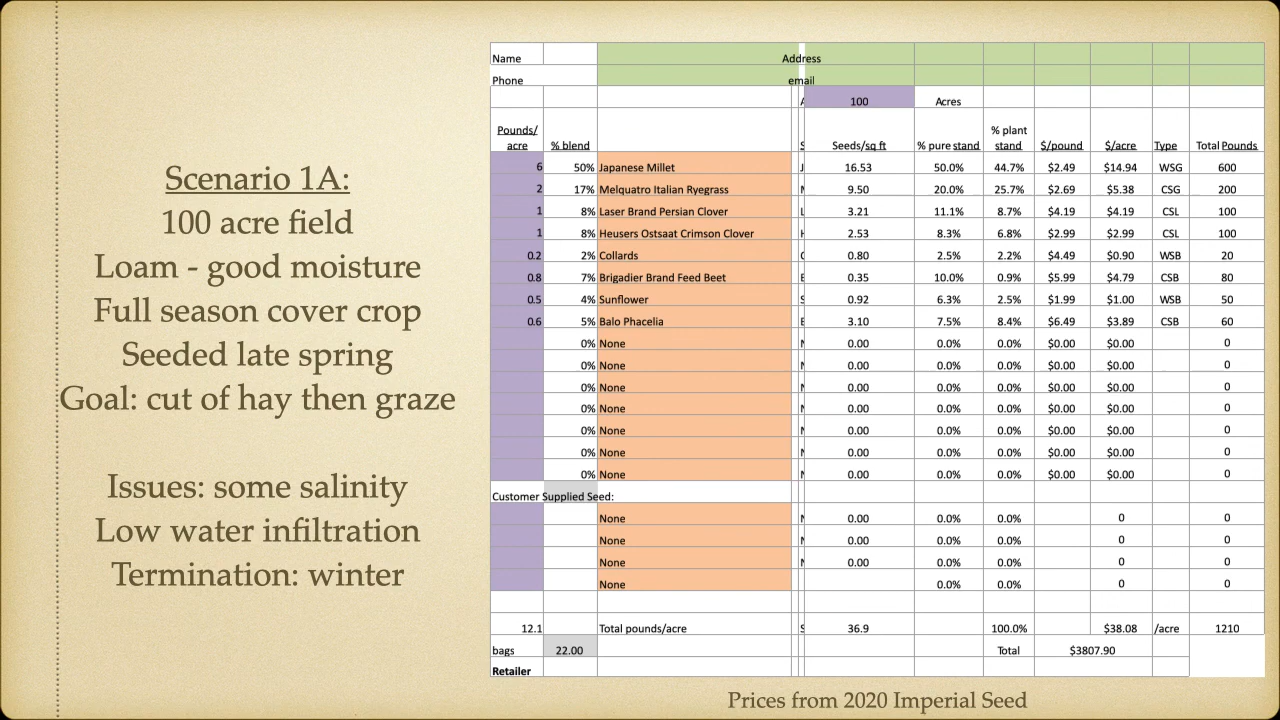 Scenario 1A:
100 acre field
Loam - good moisture
Full season cover crop
Seeded late spring
Goal: cut of hay then graze
Issues: some salinity
Low water infiltration
Termination: winter
Name Address
Phone email
100 Acres
Pounds/ acre % blend Seeds/sq ft % pure stand % plant stand $/pound $/acre Type Total Pounds
6 50% Japanese Millet 16.53 50.0% 44.7% $2.49 $14.94 WSG 600
2 17% Melquatro Italian Ryegrass 9.50 20.0% 25.7% $2.69 $5.38 CSG 200
1 8% Laser Brand Persian Clover 3.21 11.1% 8.7% $4.19 $4.19 CSL 100
1 8% Heusers Ostsaat Crimson Clover 2.53 8.3% 6.8% $2.99 $2.99 CSL 100
0.2 2% Collards 0.80 2.5% 2.2% $4.49 $0.90 WSB 20
0.8 7% Brigadier Brand Feed Beet 0.35 10.0% 0.9% $5.99 $4.79 CSB 80
0.5 4% Sunflower 0.92 6.3% 2.5% $1.99 $1.00 WSB 50
0.6 5% Balo Phacelia 3.10 7.5% 8.4% $6.49 $3.89 CSB 60
0% None 0.00 0.0% 0.0% $0.00 $0.00 0
0% None 0.00 0.0% 0.0% $0.00 $0.00 0
0% None 0.00 0.0% 0.0% $0.00 $0.00 0
0% None 0.00 0.0% 0.0% $0.00 $0.00 0
0% None 0.00 0.0% 0.0% $0.00 $0.00 0
0% None 0.00 0.0% 0.0% $0.00 $0.00 0
0% None 0.00 0.0% 0.0% $0.00 $0.00 0
Customer Supplied Seed:
None 0.00 0.0% 0.0% 0 0
None 0.00 0.0% 0.0% 0 0
None 0.00 0.0% 0.0% 0 0
None 0.0% 0.0% 0 0
12.1 Total pounds/acre 36.9 100.0% $38.08 /acre 1210
bags 22.00 Total $3807.90
Retailer
Prices from 2020 Imperial Seed